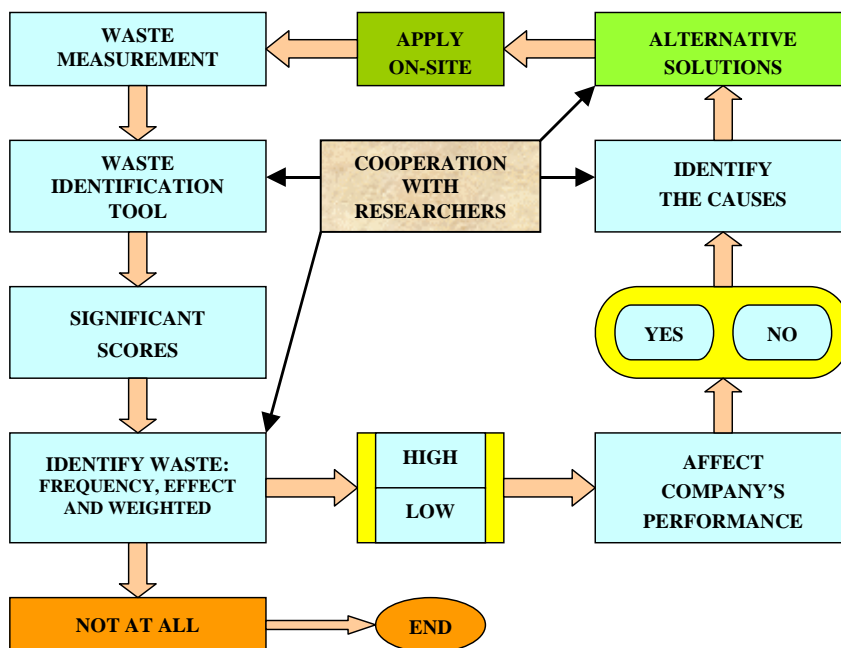 WASTE
MEASUREMENT
APPLY
ON-SITE
ALTERNATIVE
SOLUTIONS
WASTE
IDENTIFICATION
TOOL
COOPERATION
WITH
RESEARCHERS
IDENTIFY
THE CAUSES
SIGNIFICANT
SCORES
YES
NO
IDENTIFY WASTE:
FREQUENCY, EFFECT
AND WEIGHTED
HIGH
LOW
AFFECT
COMPANY’S
PERFORMANCE
NOT AT ALL
END